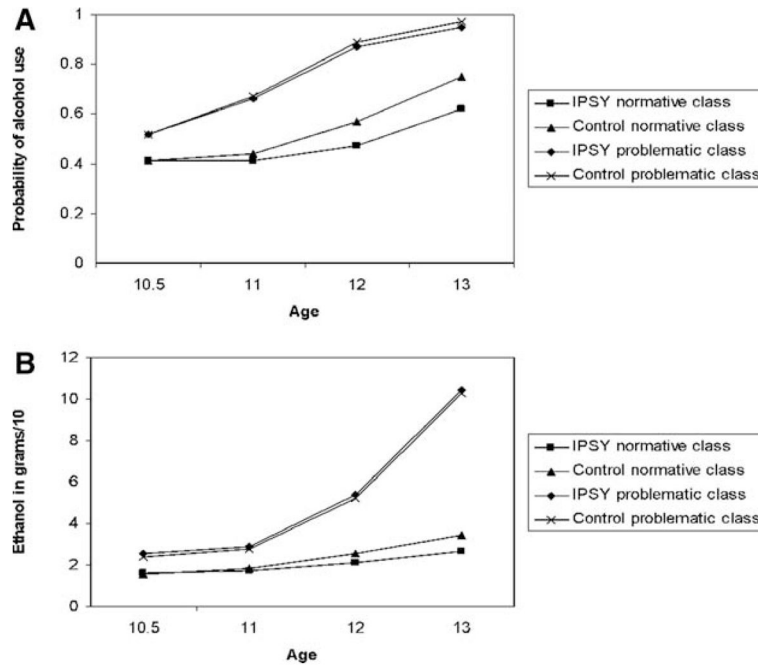 A
Probability of alcohol use
1
0.8
0.6
0.4
0.2
0
10.5 11 12 13
Age
IPSY normative class
Control normative class
IPSY problematic class
Control problematic class
B
Ethanol in grams/10
12
10
8
6
4
2
0
10.5 11 12 13
Age
IPSY normative class
Control normative class
IPSY problematic class
Control problematic class